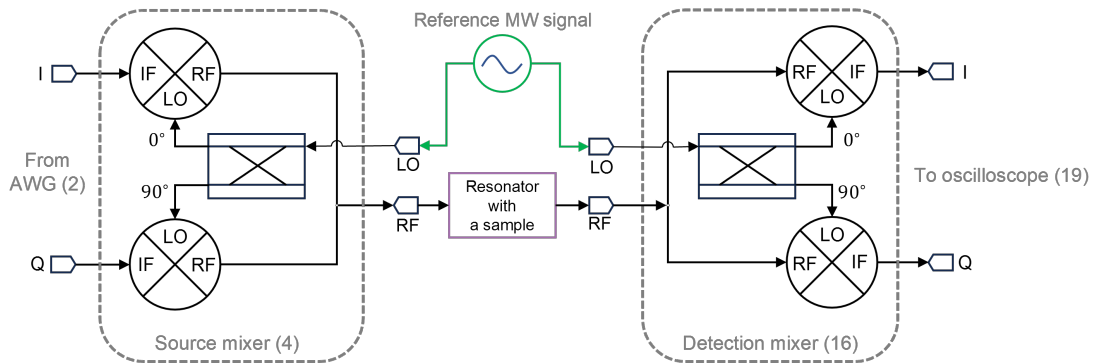 Reference MW signal
I
IF
RF
LO
0°
From
AWG (2)
90°
LO
IF
RF
Q
Source mixer (4)
LO
RF
Resonator
with
a sample
LO
RF
RF
IF
LO
0°
90°
LO
RF
IF
I
To oscilloscope (19)
Q
Detection mixer (16)